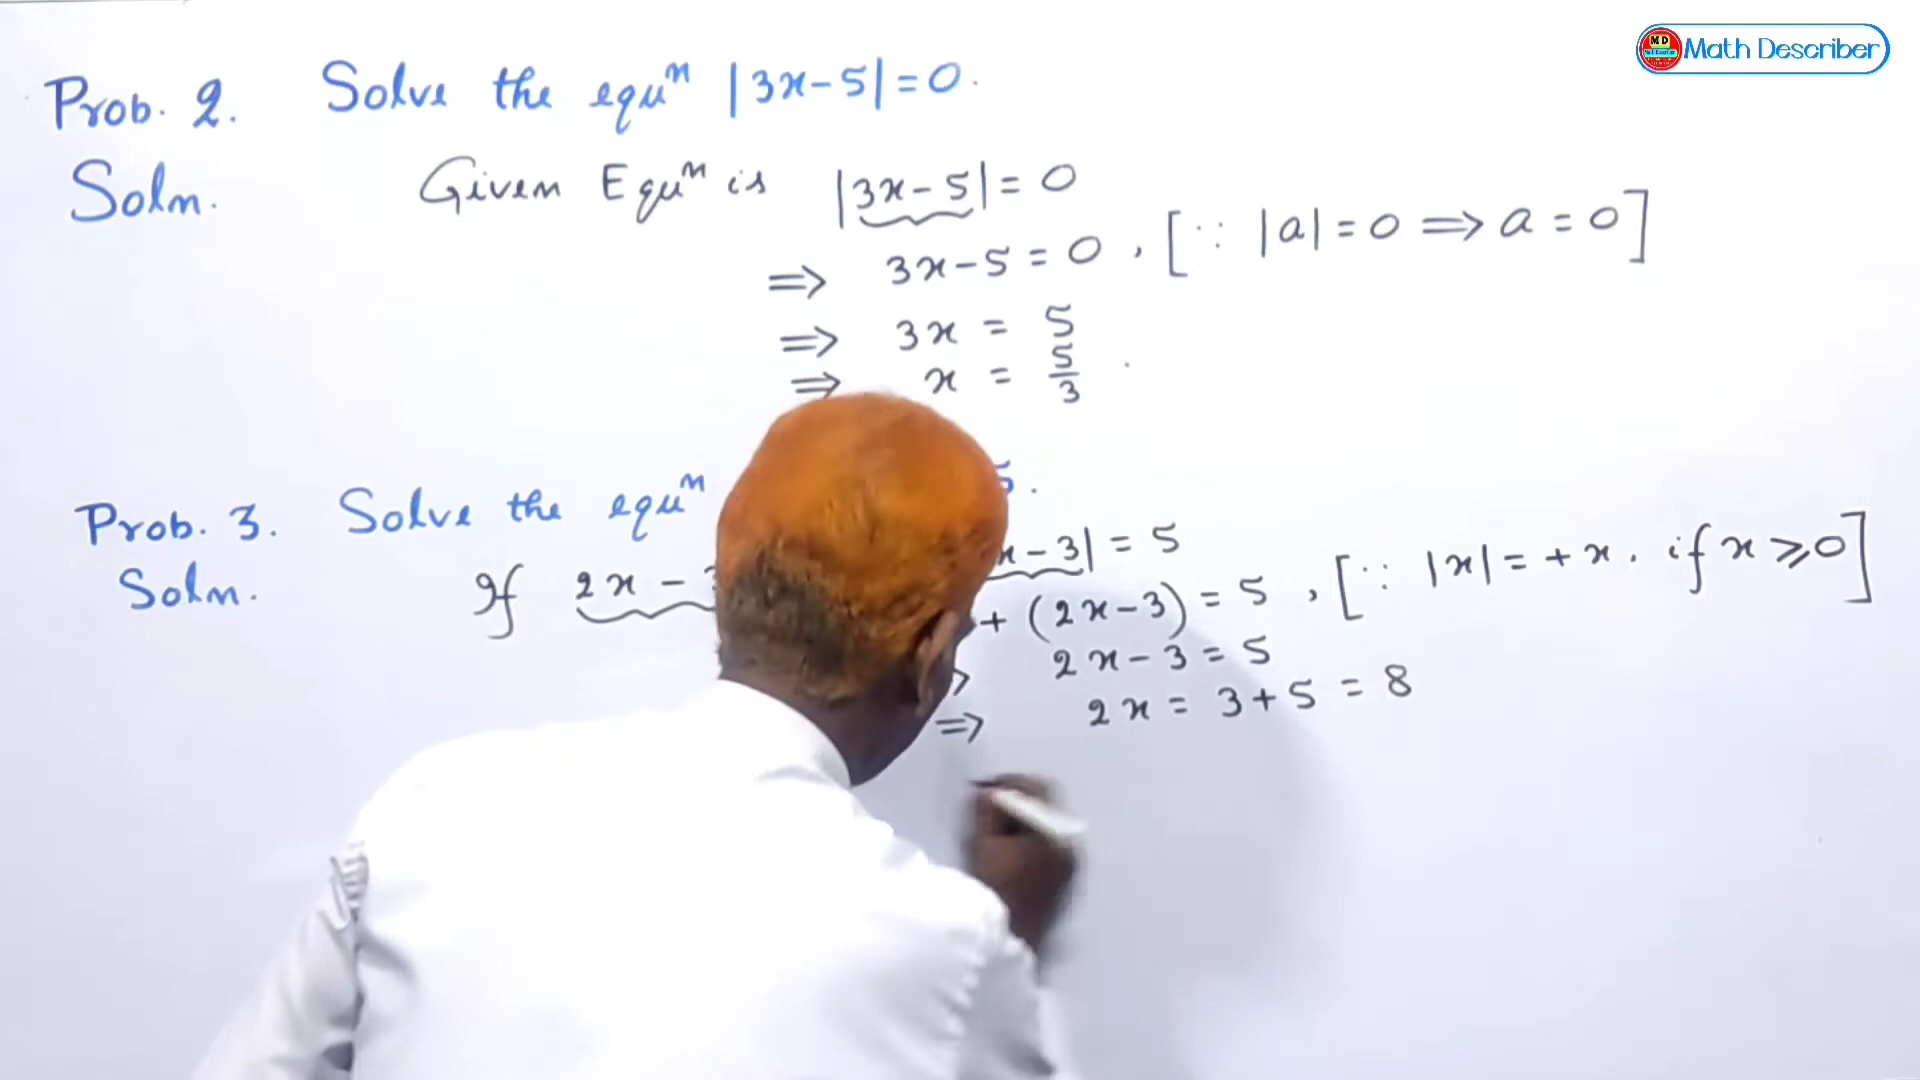 MD Math Describer
Prob. 2. Solve the equⁿ |3x-5|=0.
Soln. Given Equⁿ is |3x-5|=0
⇒ 3x-5=0, [∵ |a|=0 ⇒ a=0]
⇒ 3x = 5
⇒ x = 5/3
Prob. 3. Solve the equⁿ 5.
Soln. If 2x- x-3|=5
+(2x-3)=5, [∵ |x|=+x. if x⩾0]
2x-3=5
⇒ 2x=3+5=8